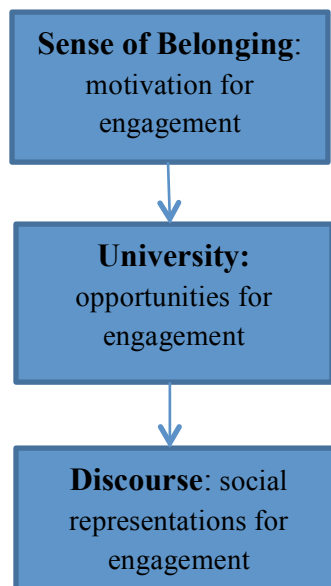 Sense of Belonging:
motivation for
engagement
University:
opportunities for
engagement
Discourse: social
representations for
engagement